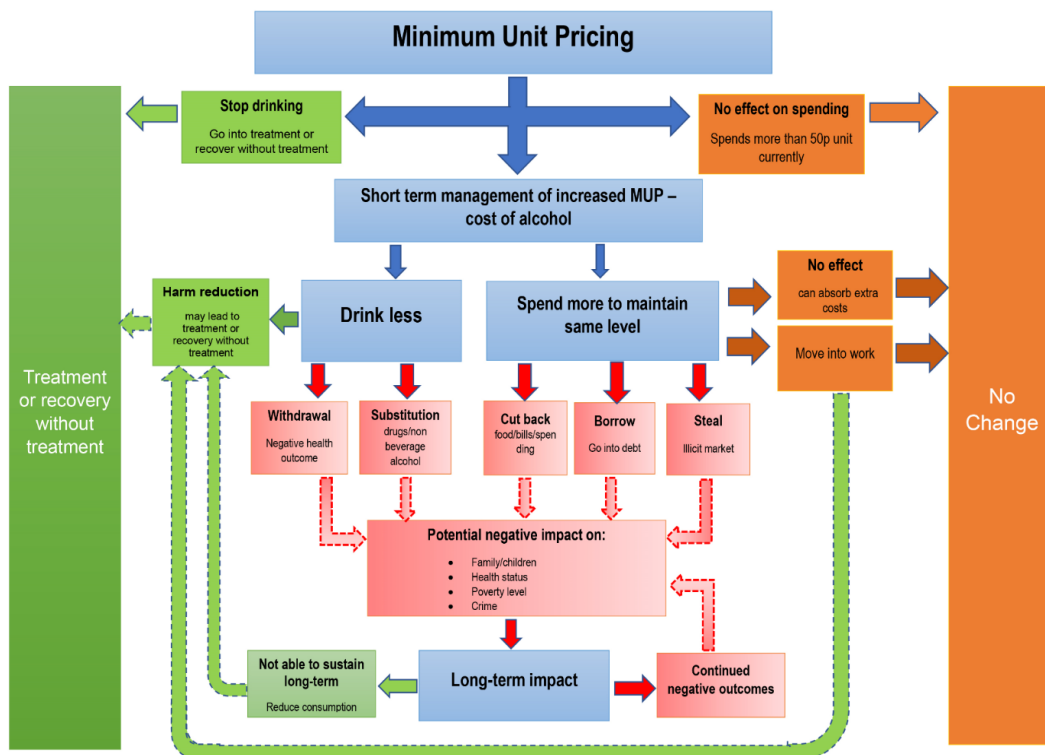 Minimum Unit Pricing
Stop drinking
Go into treatment or
recover without treatment
No effect on spending
Spends more than 50p unit
currently
Short term management of increased MUP –
cost of alcohol
Harm reduction
may lead to
treatment or
recovery without
treatment
Drink less
Spend more to maintain
same level
No effect
can absorb extra
costs
Move into work
Treatment
or recovery
without
treatment
No
Change
Withdrawal
Negative health
outcome
Substitution
drugs/non
beverage
alcohol
Cut back
food/bills/spen
ding
Borrow
Go into debt
Steal
Illicit market
Potential negative impact on:
● Family/children
● Health status
● Poverty level
● Crime
Not able to sustain
long-term
Reduce consumption
Long-term impact
Continued
negative outcomes